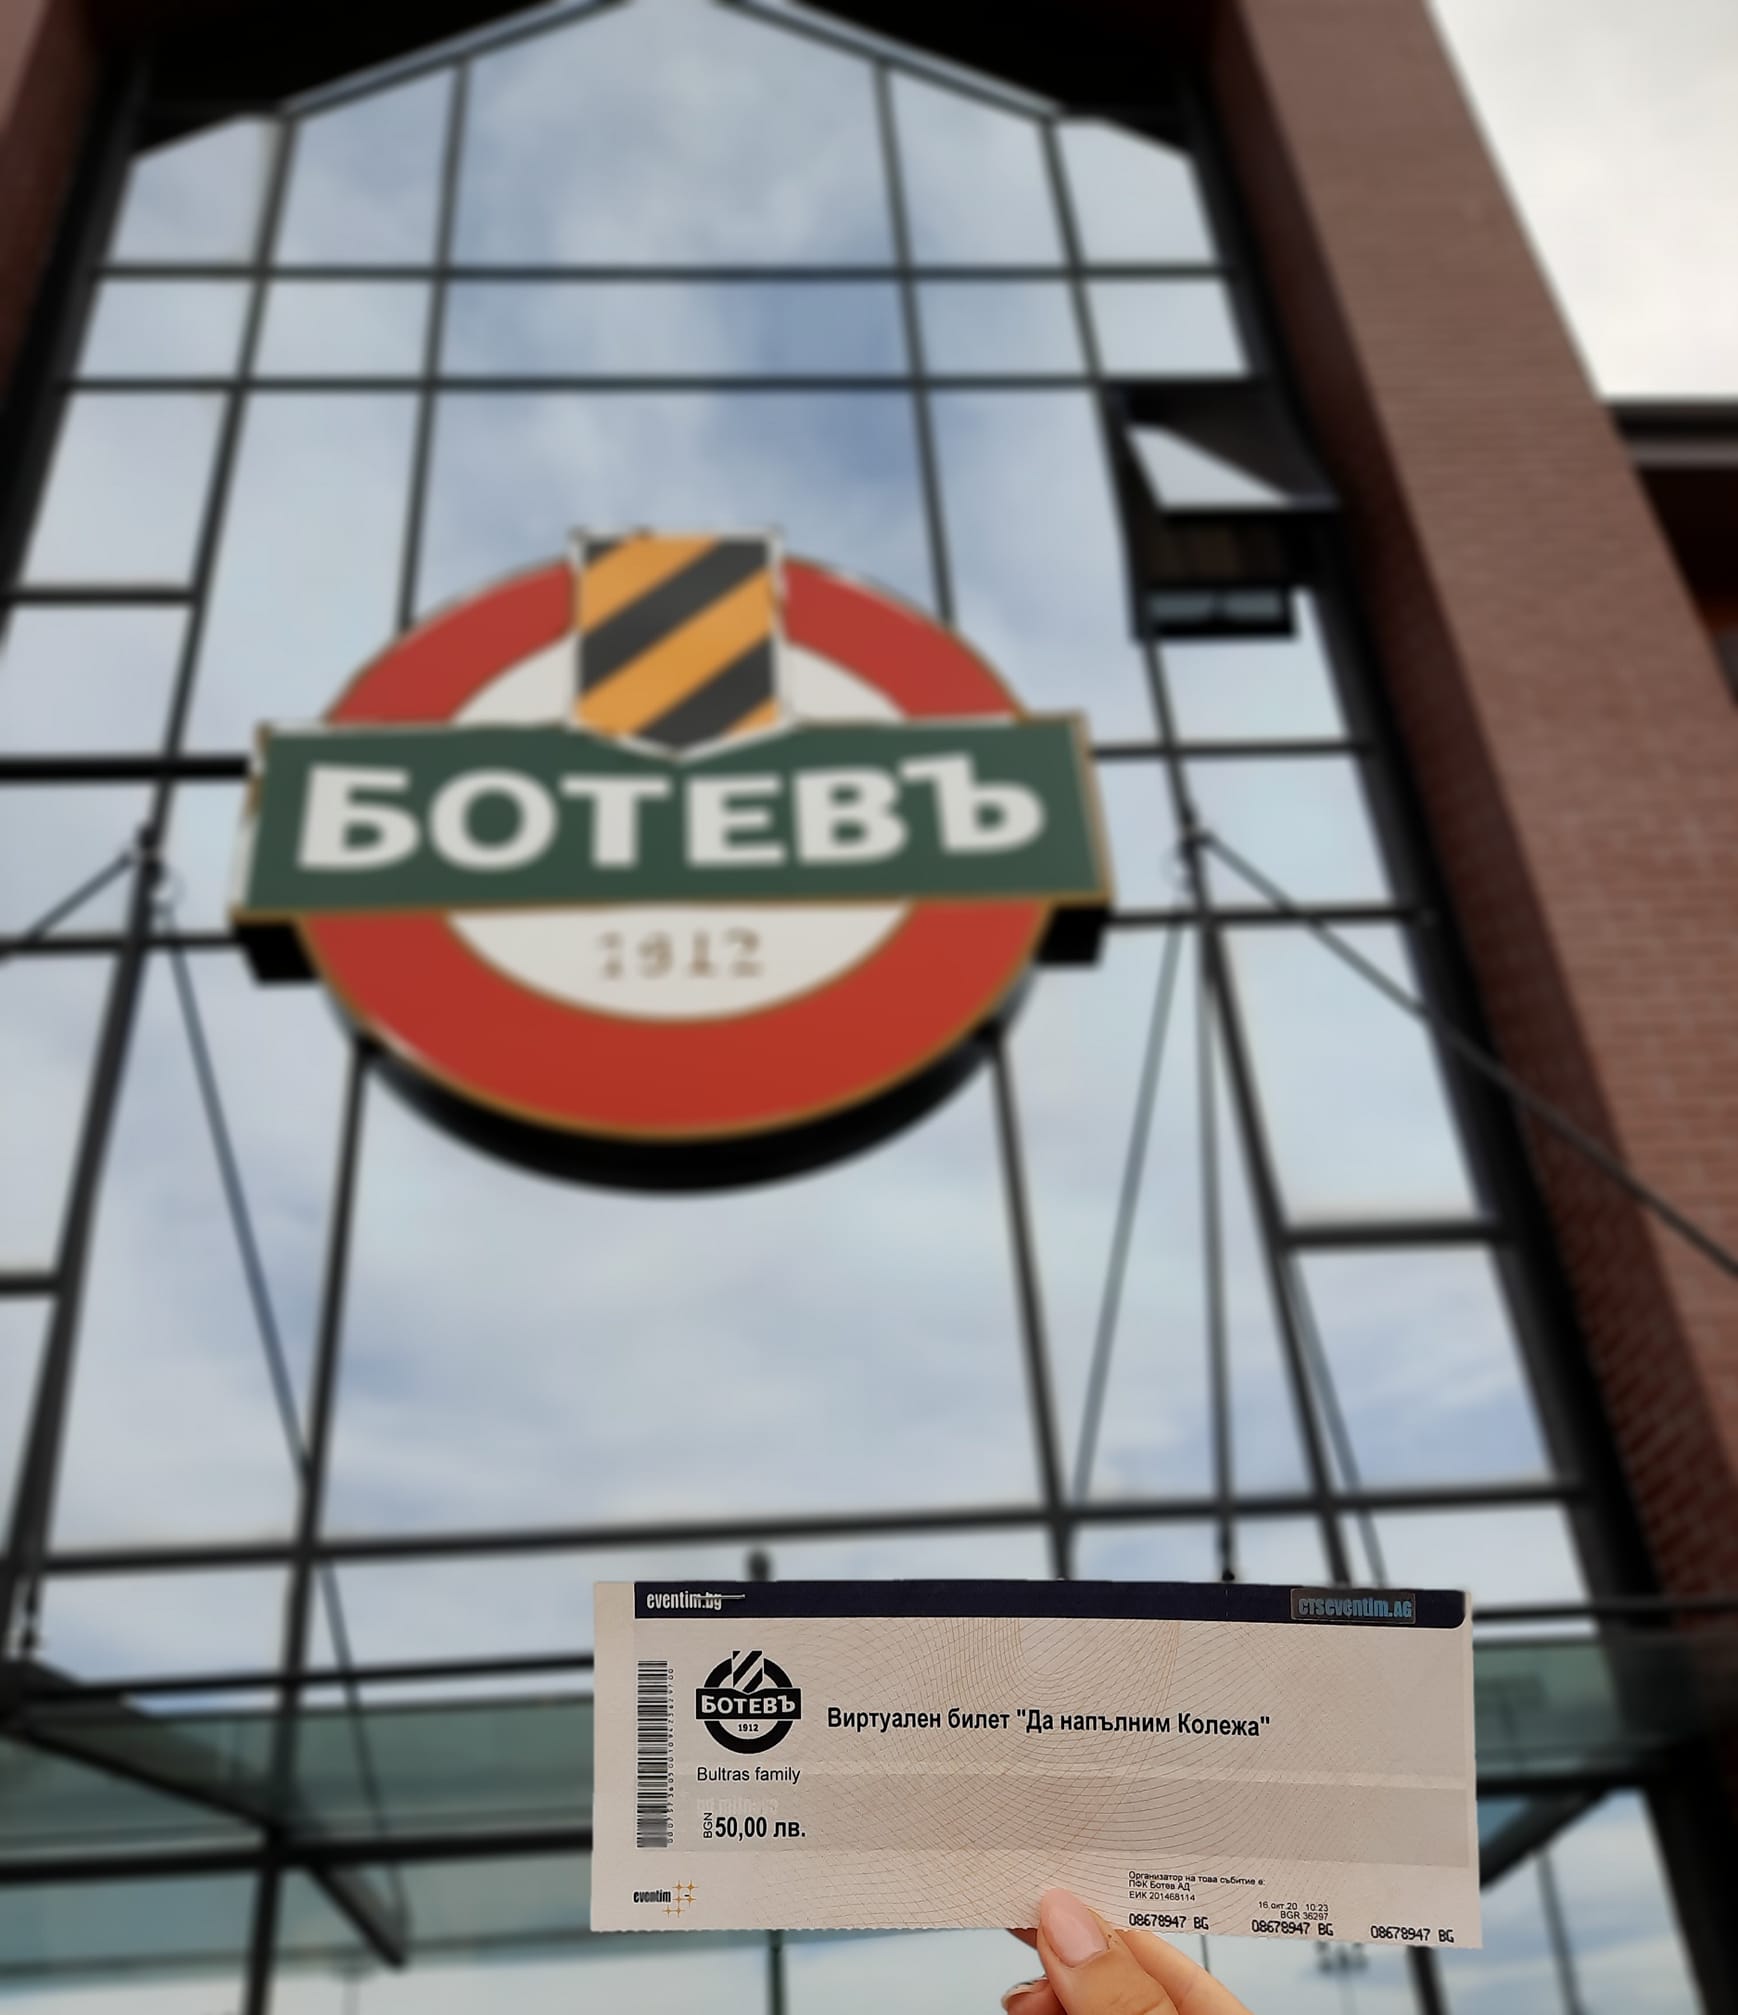 БОТЕВЪ
1912
eventim.bg
CTSeventim.AG
БОТЕВЪ
1912
Виртуален билет "Да напълним Колежа"
Bultras family
BGN 50,00 лв.
eventim
Организатор на това събитие е:
ПФК Ботев АД
ЕИК 201468114
16.окт.20 10:23
BGR 36297
08678947 BG 08678947 BG 08678947 BG